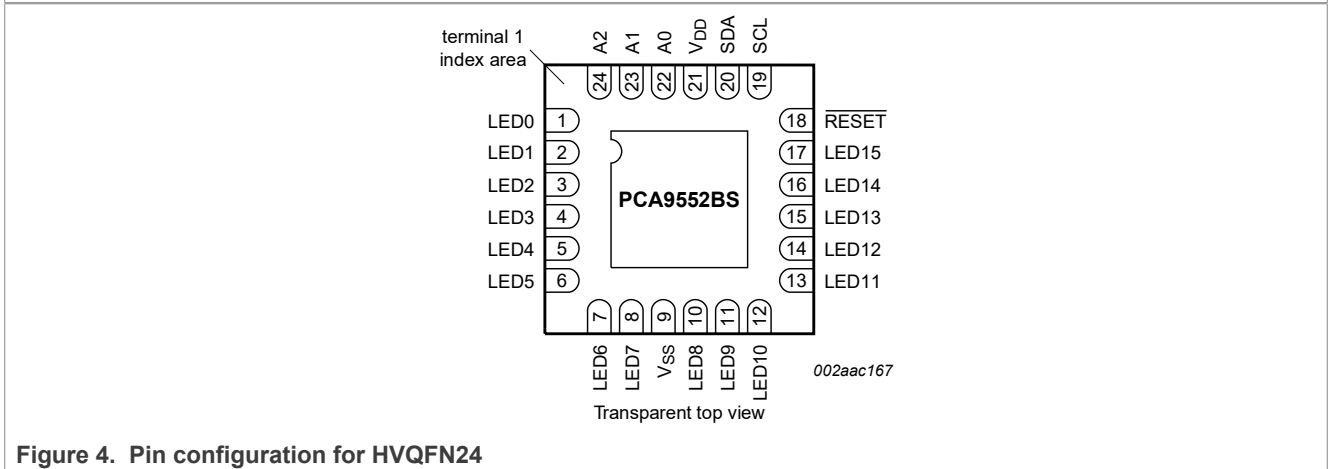 terminal 1
index area
A2
A1
A0
VDD
SDA
SCL
24
23
22
21
20
19
LED0 1
LED1 2
LED2 3
LED3 4
LED4 5
LED5 6
18 RESET
17 LED15
16 LED14
15 LED13
14 LED12
13 LED11
PCA9552BS
7
8
9
10
11
12
LED6
LED7
VSS
LED8
LED9
LED10
002aac167
Transparent top view
Figure 4. Pin configuration for HVQFN24